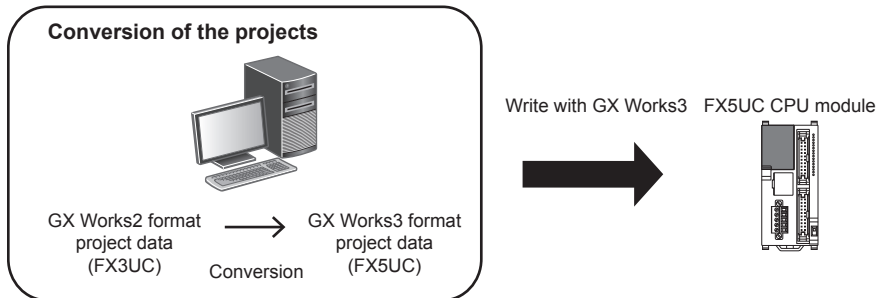 Conversion of the projects
Write with GX Works3
FX5UC CPU module
GX Works2 format
project data
(FX3UC)
Conversion
GX Works3 format
project data
(FX5UC)